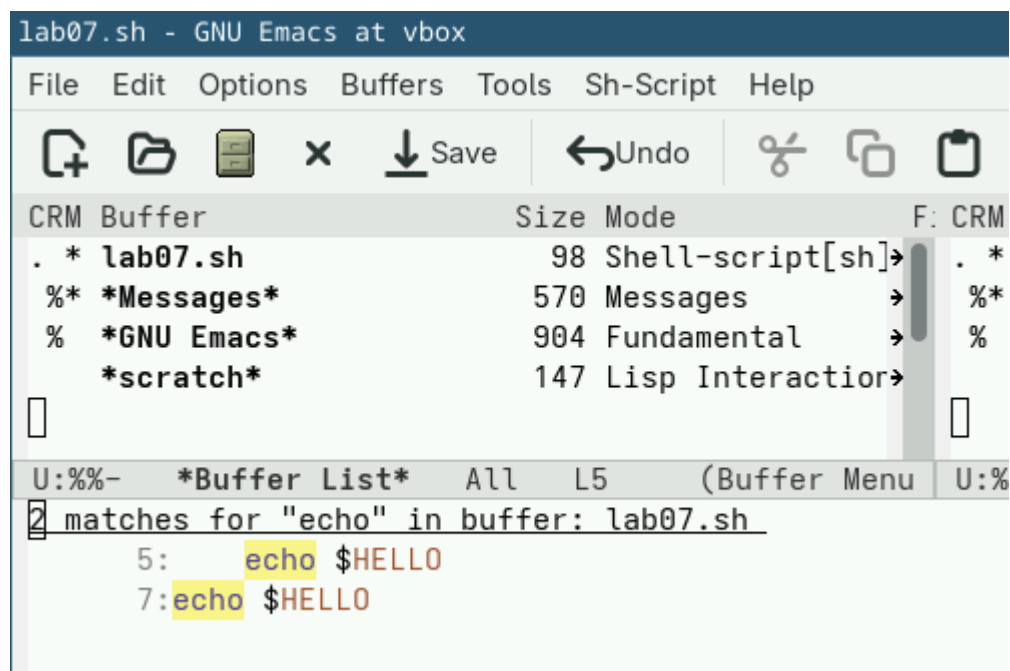 lab07.sh - GNU Emacs at vbox
File Edit Options Buffers Tools Sh-Script Help
Save Undo
CRM Buffer Size Mode F: CRM
. * lab07.sh 98 Shell-script[sh] . *
%* *Messages* 570 Messages %*
% *GNU Emacs* 904 Fundamental %
*scratch* 147 Lisp Interaction
U:%%- *Buffer List* All L5 (Buffer Menu U:%
2 matches for "echo" in buffer: lab07.sh
5: echo $HELLO
7:echo $HELLO